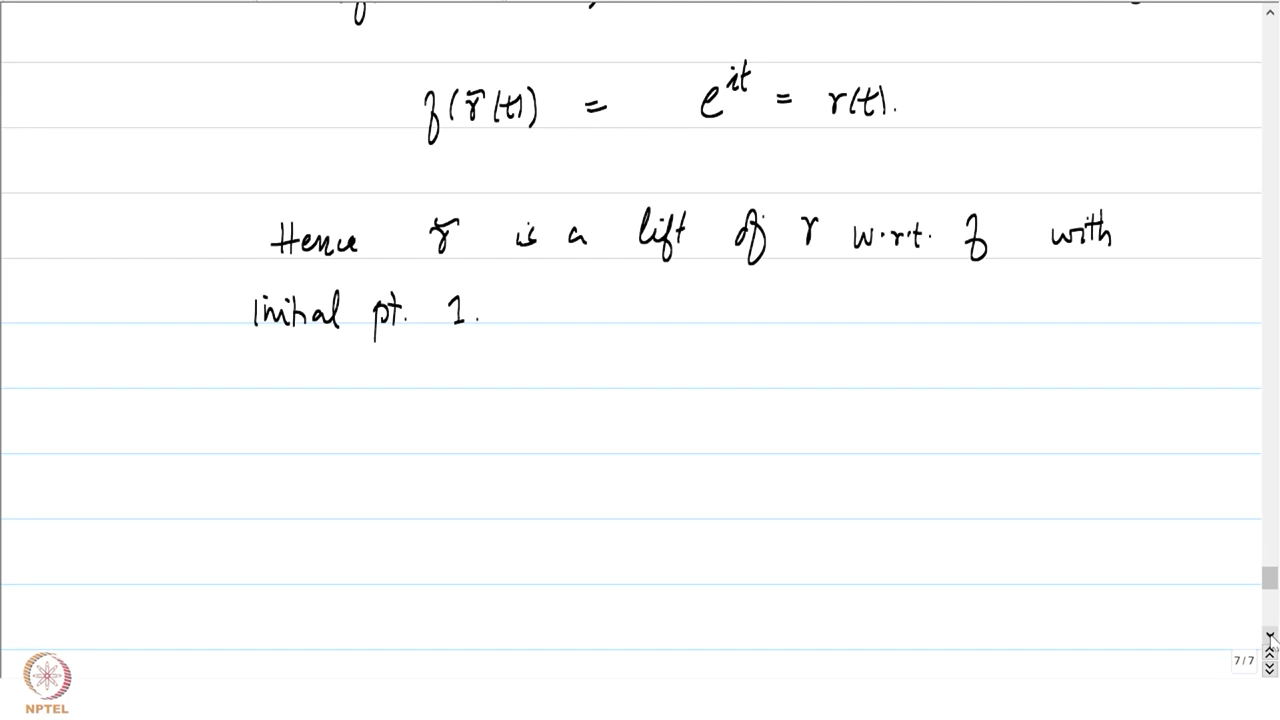 f(γ̃(t)) = e^{it} = γ(t).
Hence γ̃ is a lift of γ w.r.t. f with
initial pt. 1.
7/7
NPTEL